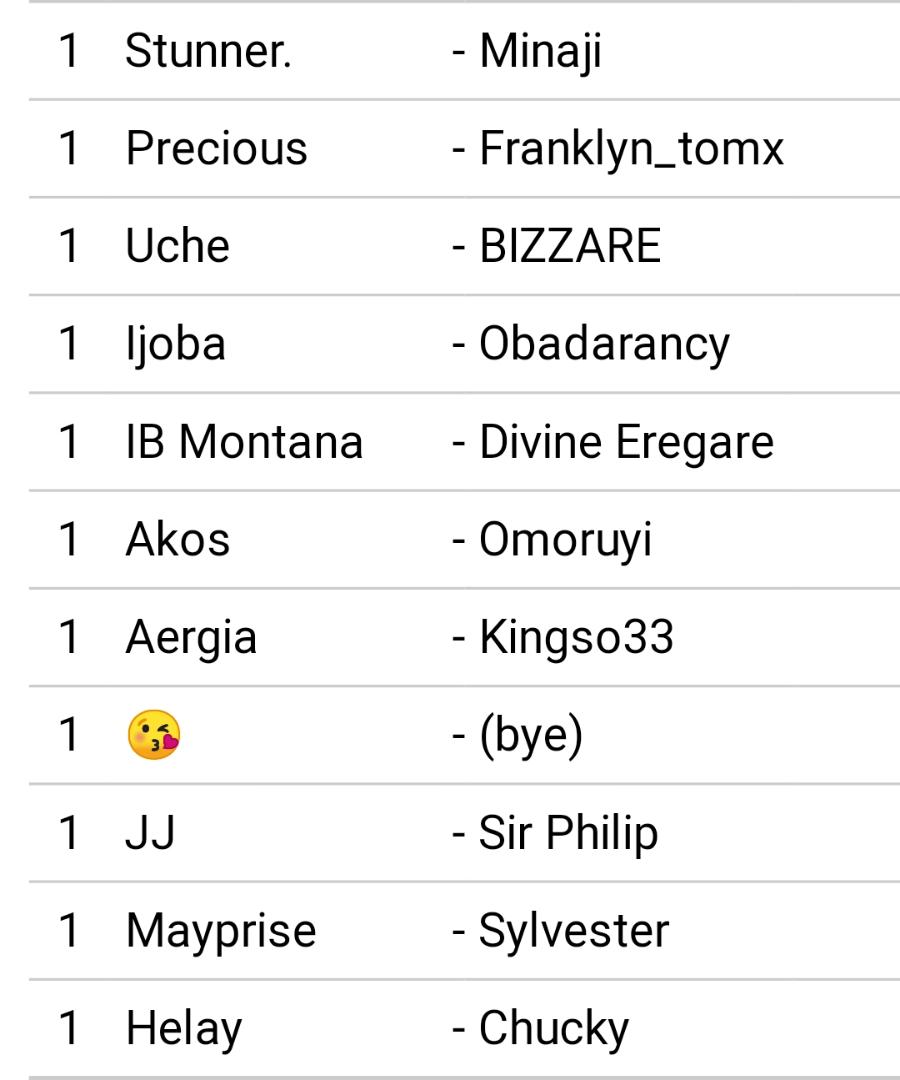 1 Stunner. - Minaji
1 Precious - Franklyn_tomx
1 Uche - BIZZARE
1 Ijoba - Obadarancy
1 IB Montana - Divine Eregare
1 Akos - Omoruyi
1 Aergia - Kingso33
1 😘 - (bye)
1 JJ - Sir Philip
1 Mayprise - Sylvester
1 Helay - Chucky